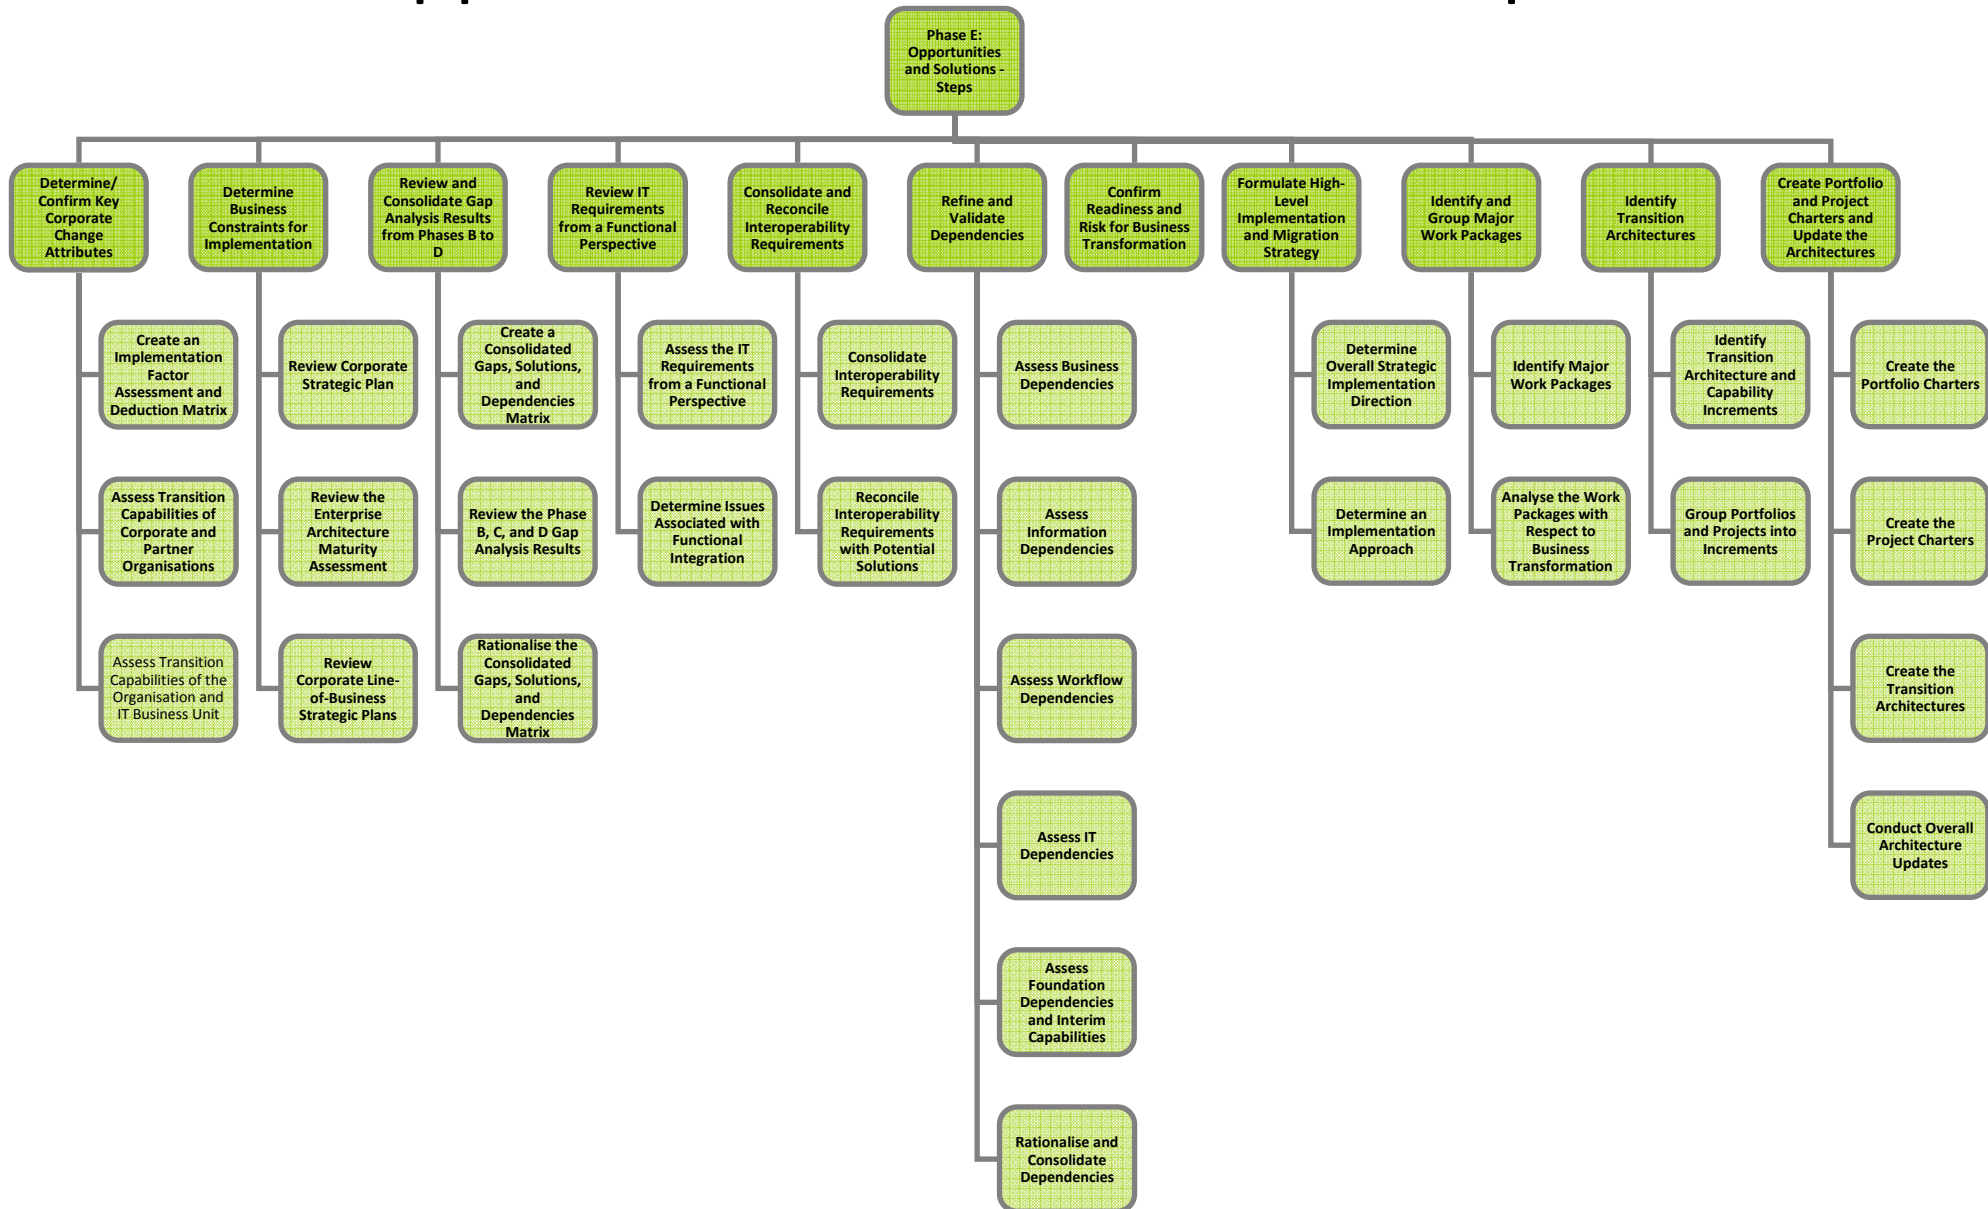 Phase E:
Opportunities
and Solutions -
Steps
Determine/
Confirm Key
Corporate
Change
Attributes
Determine
Business
Constraints for
Implementation
Review and
Consolidate Gap
Analysis Results
from Phases B to
D
Review IT
Requirements
from a Functional
Perspective
Consolidate and
Reconcile
Interoperability
Requirements
Refine and
Validate
Dependencies
Confirm
Readiness and
Risk for Business
Transformation
Formulate High-
Level
Implementation
and Migration
Strategy
Identify and
Group Major
Work Packages
Identify
Transition
Architectures
Create Portfolio
and Project
Charters and
Update the
Architectures
Create an
Implementation
Factor
Assessment and
Deduction Matrix
Assess Transition
Capabilities of
Corporate and
Partner
Organisations
Assess Transition
Capabilities of the
Organisation and
IT Business Unit
Review Corporate
Strategic Plan
Review the
Enterprise
Architecture
Maturity
Assessment
Review
Corporate Line-
of-Business
Strategic Plans
Create a
Consolidated
Gaps, Solutions,
and
Dependencies
Matrix
Review the Phase
B, C, and D Gap
Analysis Results
Rationalise the
Consolidated
Gaps, Solutions,
and
Dependencies
Matrix
Assess the IT
Requirements
from a Functional
Perspective
Determine Issues
Associated with
Functional
Integration
Consolidate
Interoperability
Requirements
Reconcile
Interoperability
Requirements
with Potential
Solutions
Assess Business
Dependencies
Assess
Information
Dependencies
Assess Workflow
Dependencies
Assess IT
Dependencies
Assess
Foundation
Dependencies
and Interim
Capabilities
Rationalise and
Consolidate
Dependencies
Determine
Overall Strategic
Implementation
Direction
Determine an
Implementation
Approach
Identify Major
Work Packages
Analyse the Work
Packages with
Respect to
Business
Transformation
Identify
Transition
Architecture and
Capability
Increments
Group Portfolios
and Projects into
Increments
Create the
Portfolio Charters
Create the
Project Charters
Create the
Transition
Architectures
Conduct Overall
Architecture
Updates